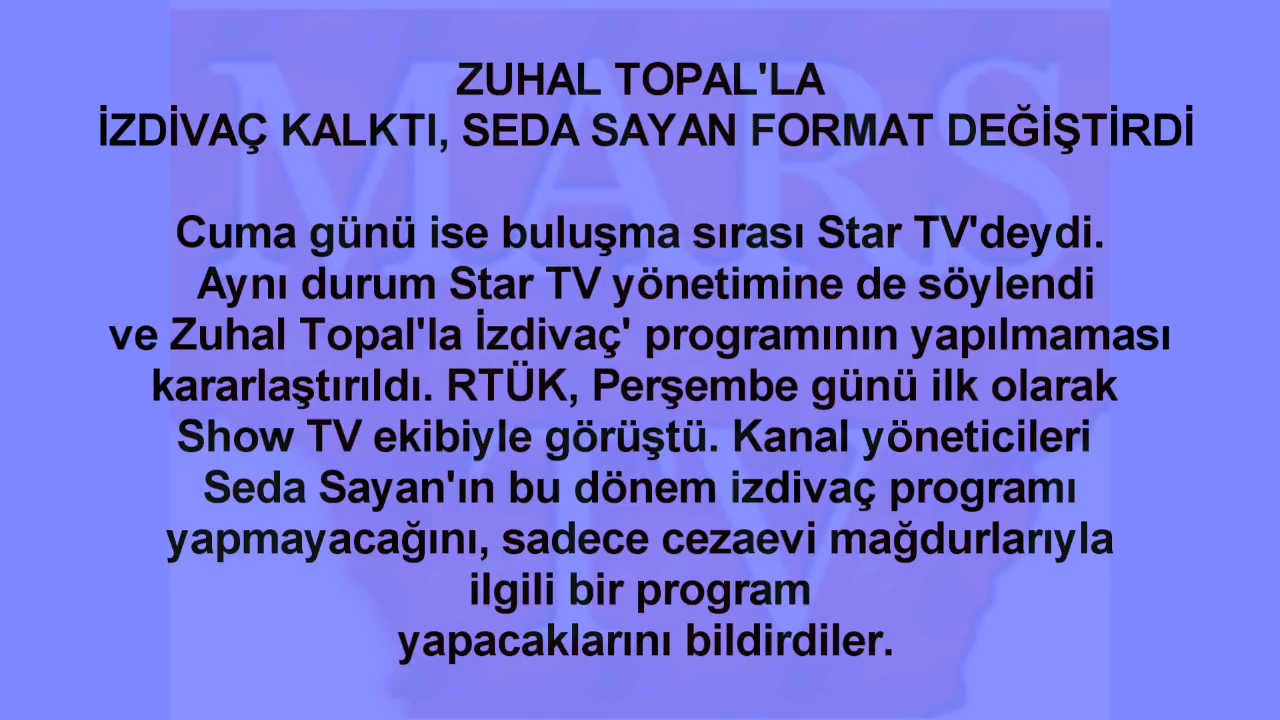 MARS
TV
ZUHAL TOPAL'LA
İZDİVAÇ KALKTI, SEDA SAYAN FORMAT DEĞİŞTİRDİ
Cuma günü ise buluşma sırası Star TV'deydi.
Aynı durum Star TV yönetimine de söylendi
ve Zuhal Topal'la İzdivaç' programının yapılmaması
kararlaştırıldı. RTÜK, Perşembe günü ilk olarak
Show TV ekibiyle görüştü. Kanal yöneticileri
Seda Sayan'ın bu dönem izdivaç programı
yapmayacağını, sadece cezaevi mağdurlarıyla
ilgili bir program
yapacaklarını bildirdiler.